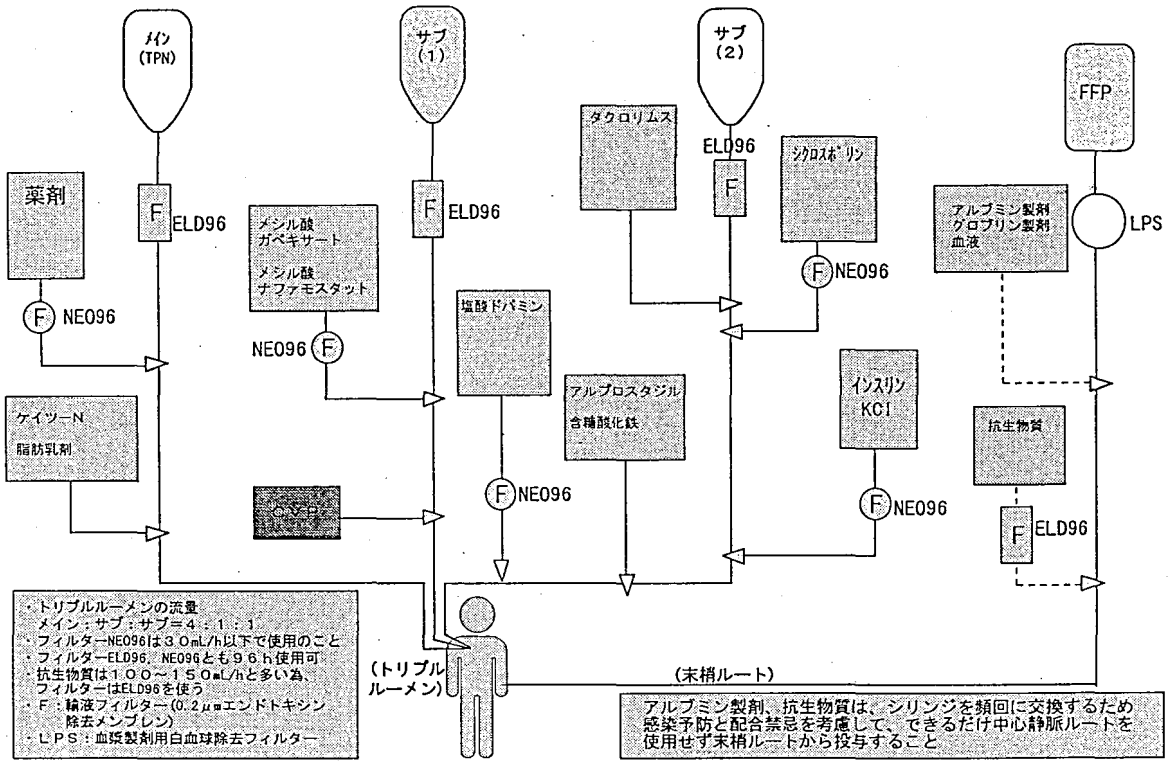 メイン
(TPN)
サブ
(1)
サブ
(2)
FFP
薬剤
F
ELD96
F
NEO96
ケイツーN
脂肪乳剤
メシル酸
ガベキサート
メシル酸
ナファモスタット
F
ELD96
NEO96
F
CVP
塩酸ドパミン
F
NEO96
タクロリムス
ELD96
F
シクロスポリン
F
NEO96
アルプロスタジル
含糖酸化鉄
インスリン
KCl
F
NEO96
アルブミン製剤
グロブリン製剤
血液
LPS
抗生物質
F
ELD96
・トリプルルーメンの流量
メイン:サブ:サブ=4:1:1
・フィルターNEO96は30mL/h以下で使用のこと
・フィルターELD96, NEO96とも96h使用可
・抗生物質は100~150mL/hと多い為、
フィルターはELD96を使う
・F:輸液フィルター(0.2μmエンドトキシン
除去メンブレン)
・LPS:血漿製剤用白血球除去フィルター
(トリプル
ルーメン)
(末梢ルート)
アルブミン製剤、抗生物質は、シリンジを頻回に交換するため
感染予防と配合禁忌を考慮して、できるだけ中心静脈ルートを
使用せず末梢ルートから投与すること